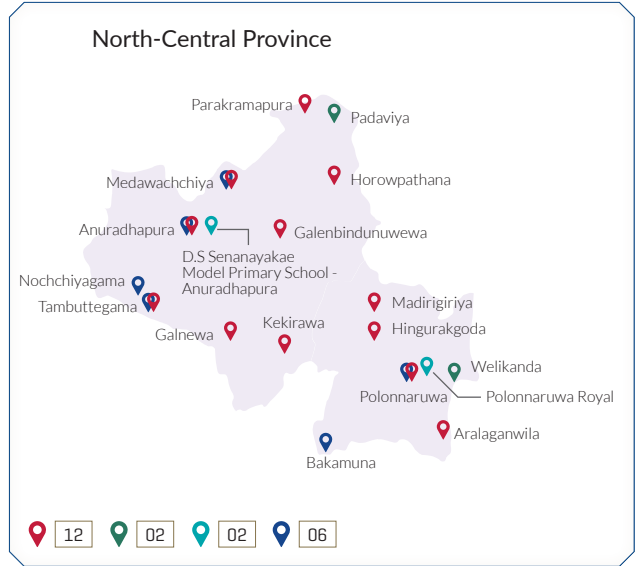 North-Central Province
Parakramapura
Padaviya
Medawachchiya
Horowpathana
Anuradhapura
Galenbindunuwewa
D.S Senanayakae
Model Primary School -
Anuradhapura
Nochchiyagama
Tambuttegama
Madirigiriya
Galnewa
Kekirawa
Hingurakgoda
Welikanda
Polonnaruwa
Polonnaruwa Royal
Aralaganwila
Bakamuna
12 02 02 06